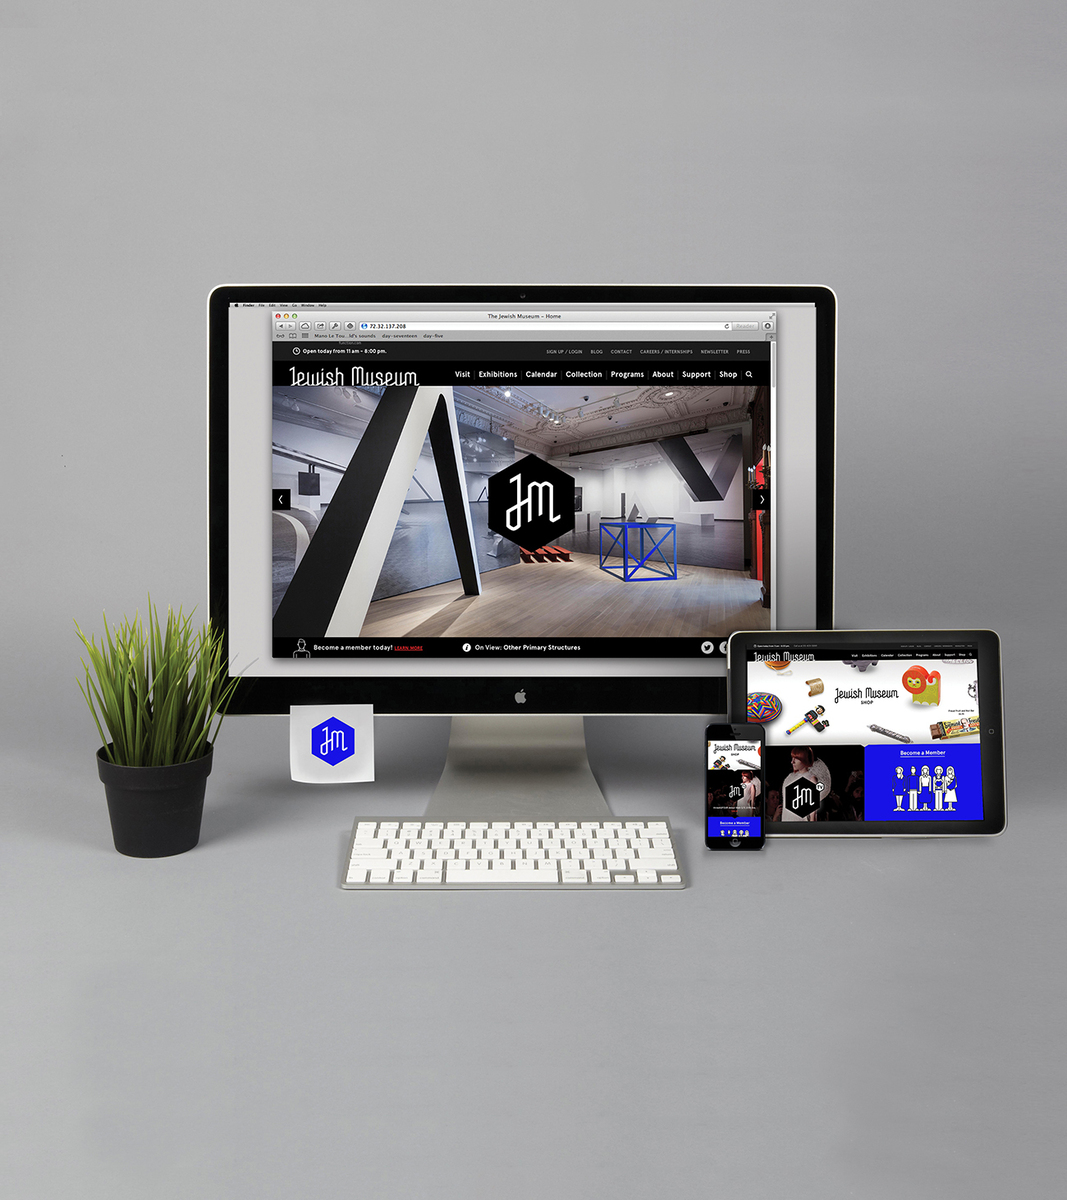 Finder File Edit View Go Window Help
The Jewish Museum – Home
72.32.137.208
Reader
Mano Le Tou...ld's sounds day-seventeen day-five
Open today from 11 am – 8:00 pm.
SIGN UP / LOGIN BLOG CONTACT CAREERS / INTERNSHIPS NEWSLETTER PRESS
Jewish Museum
Visit Exhibitions Calendar Collection Programs About Support Shop
JM
Become a member today! LEARN MORE
On View: Other Primary Structures
JM
Jewish Museum
Visit Exhibitions Calendar Collection Programs About Support Shop
Jewish Museum
SHOP
Become a Member
JM
TV
Jewish Museum
SHOP
JM
Become a Member